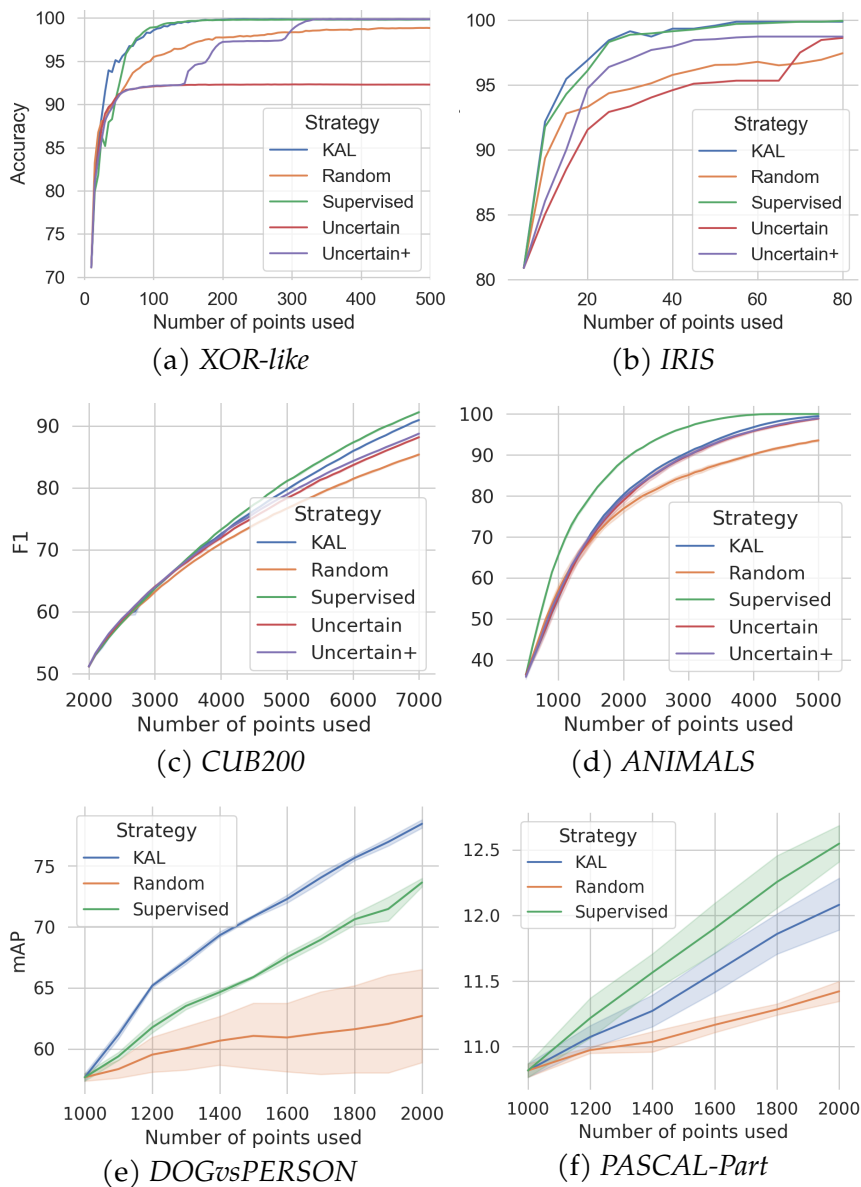 100
95
90
85
80
75
70
Accuracy
Strategy
KAL
Random
Supervised
Uncertain
Uncertain+
0 100 200 300 400 500
Number of points used
(a) XOR-like
100
95
90
85
80
Strategy
KAL
Random
Supervised
Uncertain
Uncertain+
20 40 60 80
Number of points used
(b) IRIS
90
80
70
60
50
F1
Strategy
KAL
Random
Supervised
Uncertain
Uncertain+
2000 3000 4000 5000 6000 7000
Number of points used
(c) CUB200
100
90
80
70
60
50
40
Strategy
KAL
Random
Supervised
Uncertain
Uncertain+
1000 2000 3000 4000 5000
Number of points used
(d) ANIMALS
75
70
65
60
mAP
Strategy
KAL
Random
Supervised
1000 1200 1400 1600 1800 2000
Number of points used
(e) DOGvsPERSON
12.5
12.0
11.5
11.0
Strategy
KAL
Random
Supervised
1000 1200 1400 1600 1800 2000
Number of points used
(f) PASCAL-Part